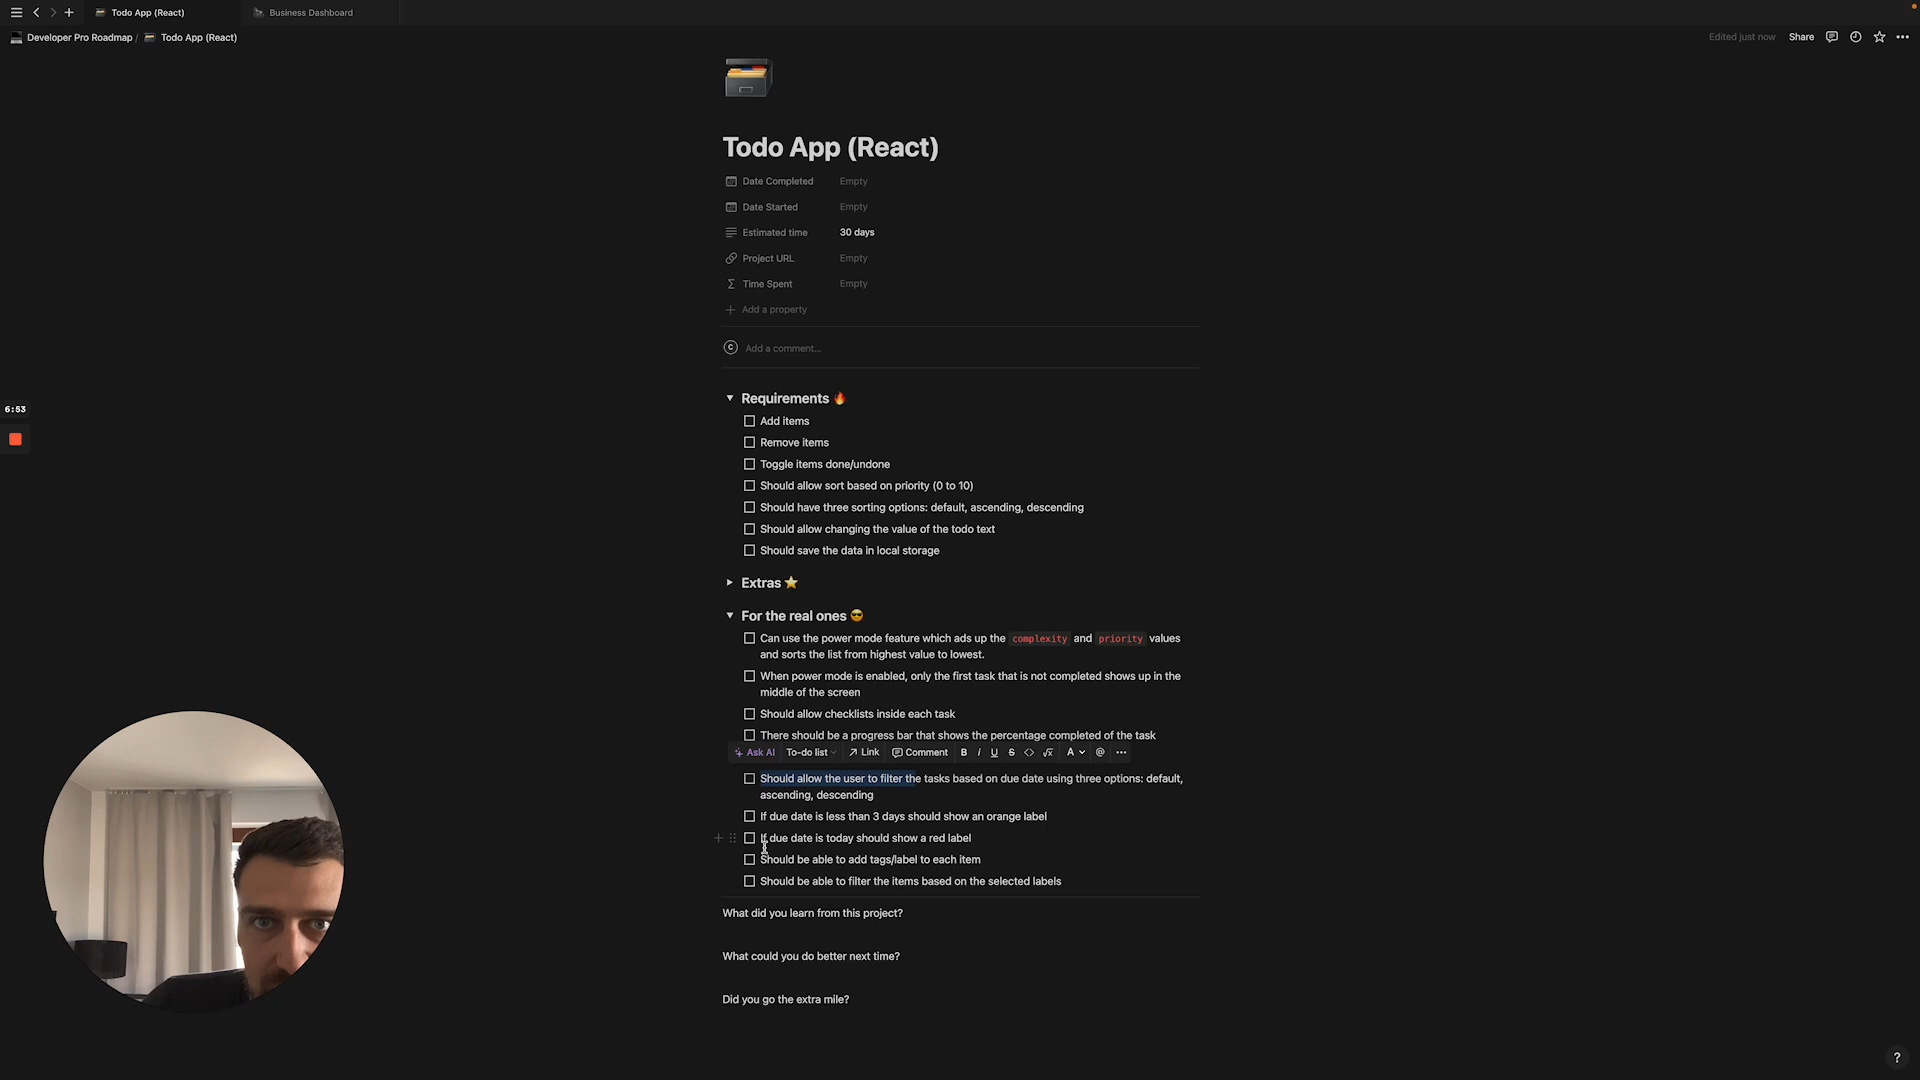 Todo App (React)
Business Dashboard
Developer Pro Roadmap / Todo App (React)
Edited just now
Share
Todo App (React)
Date Completed Empty
Date Started Empty
Estimated time 30 days
Project URL Empty
Time Spent Empty
Add a property
C Add a comment...
6:53
Requirements 🔥
Add items
Remove items
Toggle items done/undone
Should allow sort based on priority (0 to 10)
Should have three sorting options: default, ascending, descending
Should allow changing the value of the todo text
Should save the data in local storage
Extras ⭐
For the real ones 😎
Can use the power mode feature which ads up the complexity and priority values
and sorts the list from highest value to lowest.
When power mode is enabled, only the first task that is not completed shows up in the
middle of the screen
Should allow checklists inside each task
There should be a progress bar that shows the percentage completed of the task
Ask AI To-do list Link Comment B i U S <> √x A @ •••
Should allow the user to filter the tasks based on due date using three options: default,
ascending, descending
If due date is less than 3 days should show an orange label
If due date is today should show a red label
Should be able to add tags/label to each item
Should be able to filter the items based on the selected labels
What did you learn from this project?
What could you do better next time?
Did you go the extra mile?
?